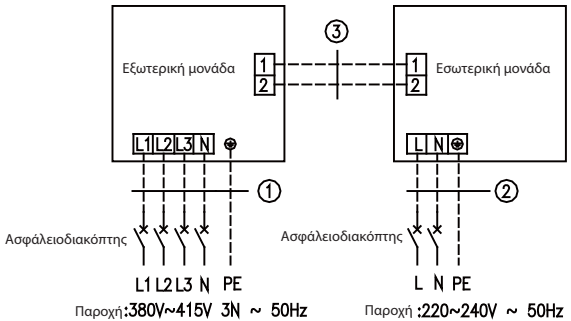 ③
Εξωτερική μονάδα 1 1 Εσωτερική μονάδα
2 2
L1 L2 L3 N L N
① ②
Ασφάλειοδιακόπτης Ασφάλειοδιακόπτης
L1 L2 L3 N PE L N PE
Παροχή:380V~415V 3N ~ 50Hz Παροχή :220~240V ~ 50Hz